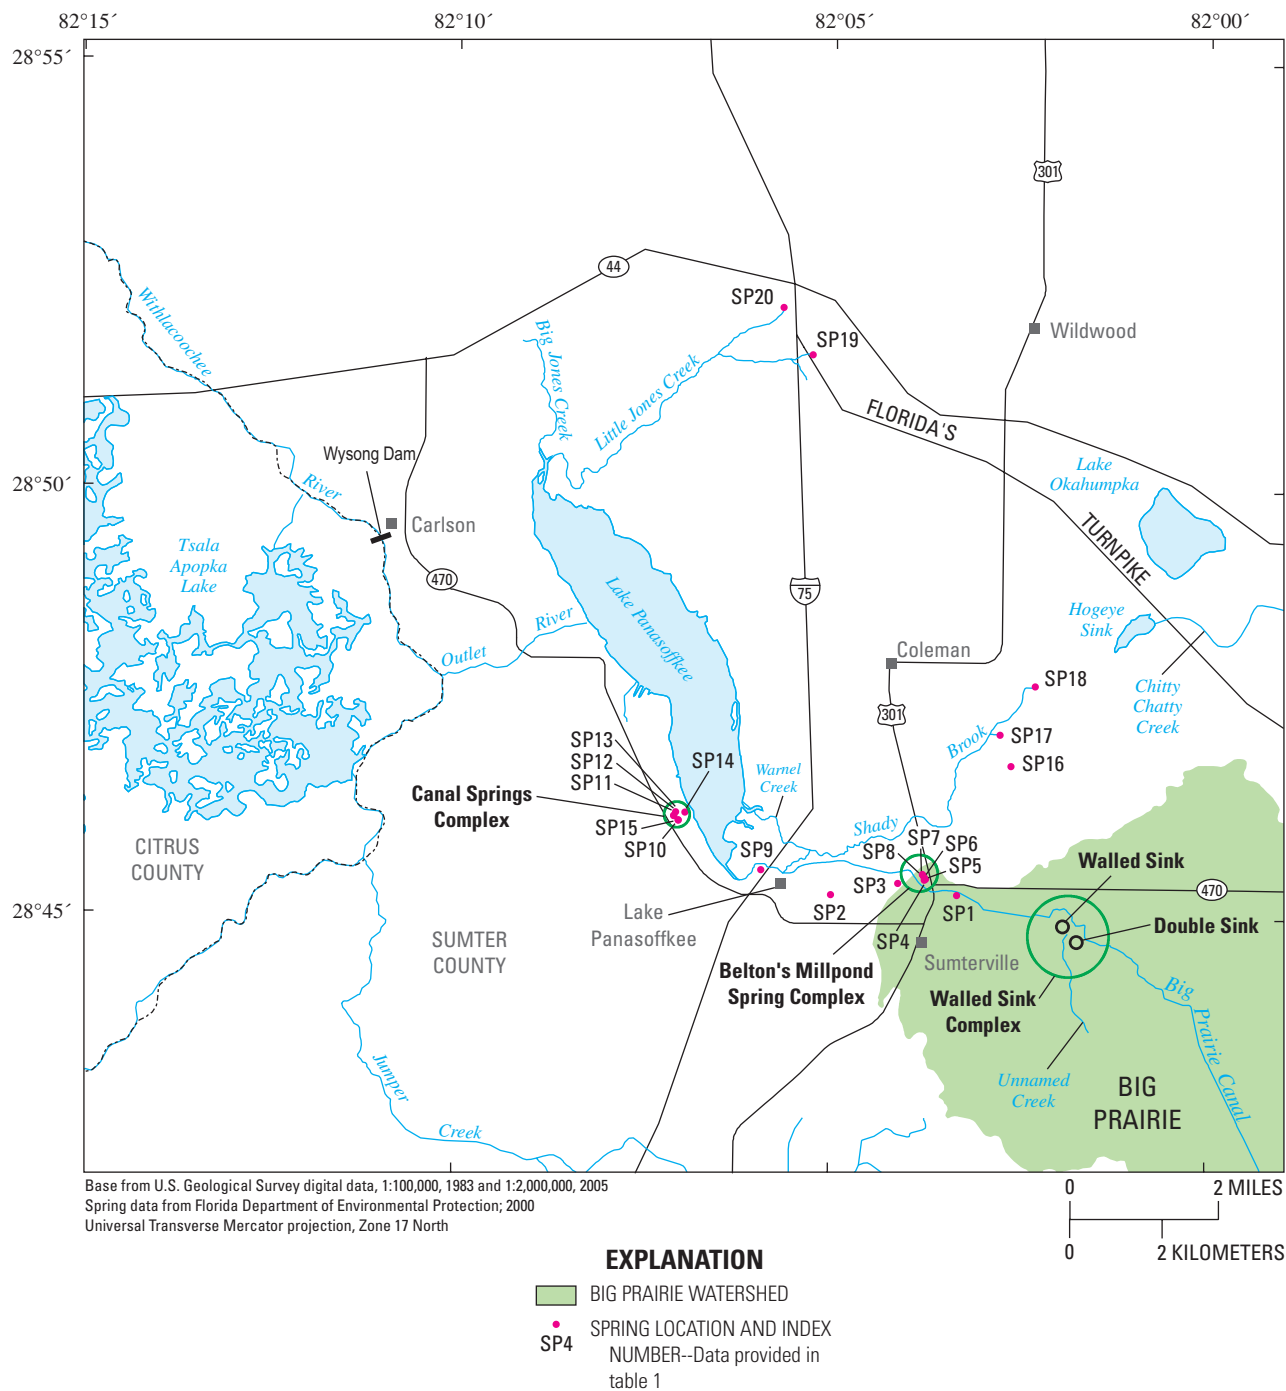 82°15´ 82°10´ 82°05´ 82°00´
28°55´
301
44
SP20
Withlacoochee
Big Jones Creek
Wildwood
SP19
Little Jones Creek
FLORIDA'S
Wysong Dam
Lake
Okahumpka
28°50´
River
Carlson
TURNPIKE
Tsala
Apopka
Lake
470
Lake Panasoffkee
75
Hogeye
Sink
River
Outlet
Coleman
SP18
Chitty
Chatty
Creek
301
SP13
SP12
SP11
SP14
Brook
SP17
SP16
Warnel
Creek
Canal Springs
Complex
SP15
SP10
Shady
SP7
SP8
SP6
SP5
CITRUS
COUNTY
SP9
Walled Sink
SP3
470
28°45´
Lake
Panasoffkee
SP2
SP1
Double Sink
SP4
SUMTER
COUNTY
Sumterville
Belton's Millpond
Spring Complex
Walled Sink
Complex
Big Prairie Canal
Jumper
Unnamed
Creek
BIG
PRAIRIE
Creek
Base from U.S. Geological Survey digital data, 1:100,000, 1983 and 1:2,000,000, 2005
Spring data from Florida Department of Environmental Protection; 2000
Universal Transverse Mercator projection, Zone 17 North
0 2 MILES
0 2 KILOMETERS
EXPLANATION
BIG PRAIRIE WATERSHED
SP4
SPRING LOCATION AND INDEX
NUMBER--Data provided in
table 1